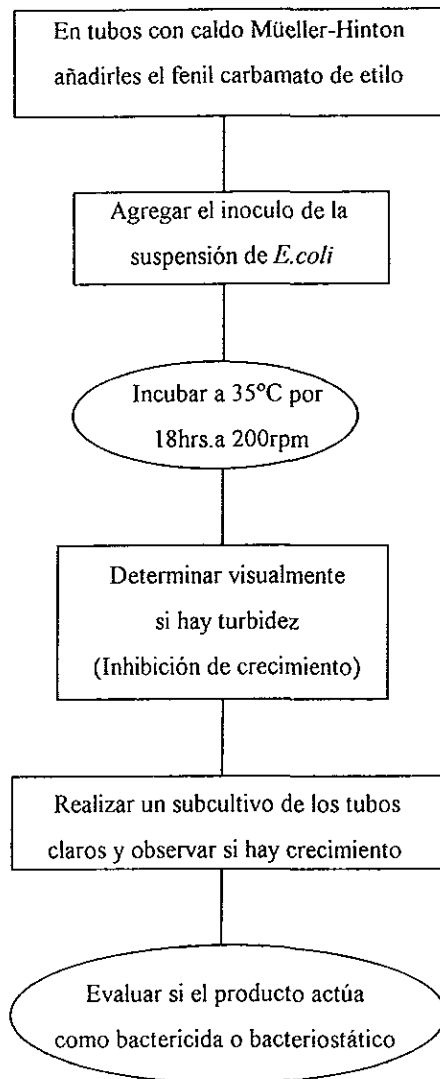 En tubos con caldo Müeller-Hinton
añadirles el fenil carbamato de etilo
Agregar el inoculo de la
suspensión de E.coli
Incubar a 35ºC por
18hrs.a 200rpm
Determinar visualmente
si hay turbidez
(Inhibición de crecimiento)
Realizar un subcultivo de los tubos
claros y observar si hay crecimiento
Evaluar si el producto actúa
como bactericida o bacteriostático